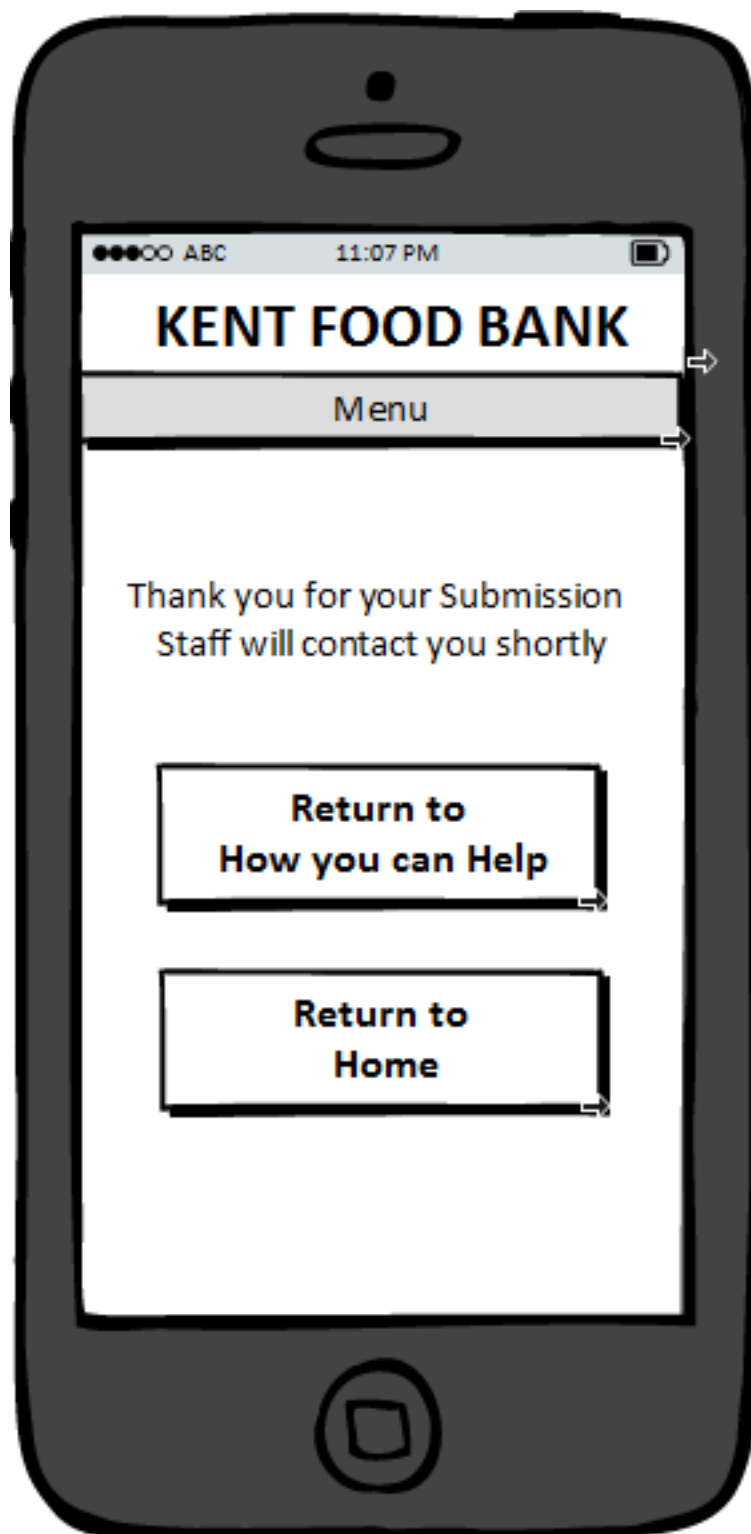 ABC 11:07 PM
KENT FOOD BANK
Menu
Thank you for your Submission
Staff will contact you shortly
Return to
How you can Help
Return to
Home